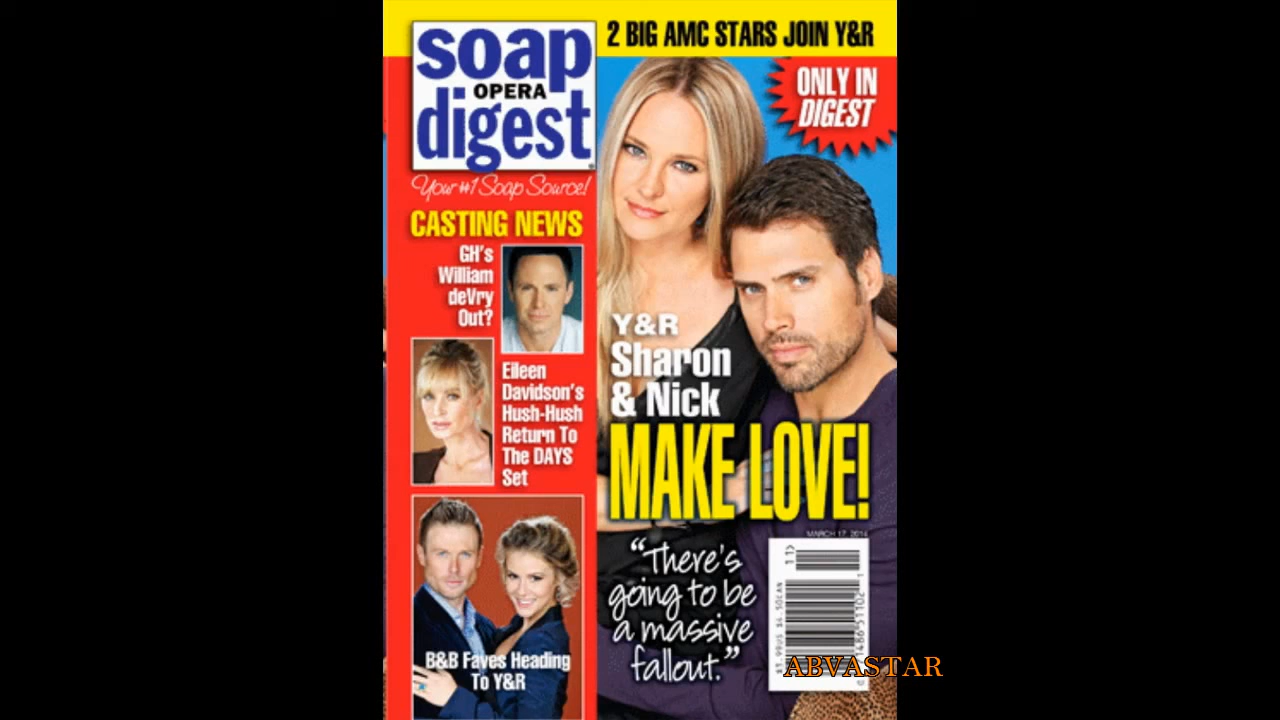 2 BIG AMC STARS JOIN Y&R
soap
OPERA
digest
Your #1 Soap Source!
ONLY IN
DIGEST
CASTING NEWS
GH's
William
deVry
Out?
Eileen
Davidson's
Hush-Hush
Return To
The DAYS
Set
B&B Faves Heading
To Y&R
Y&R
Sharon
& Nick
MAKE LOVE!
"There's
going to be
a massive
fallout."
MARCH 17, 2014
ABVASTAR